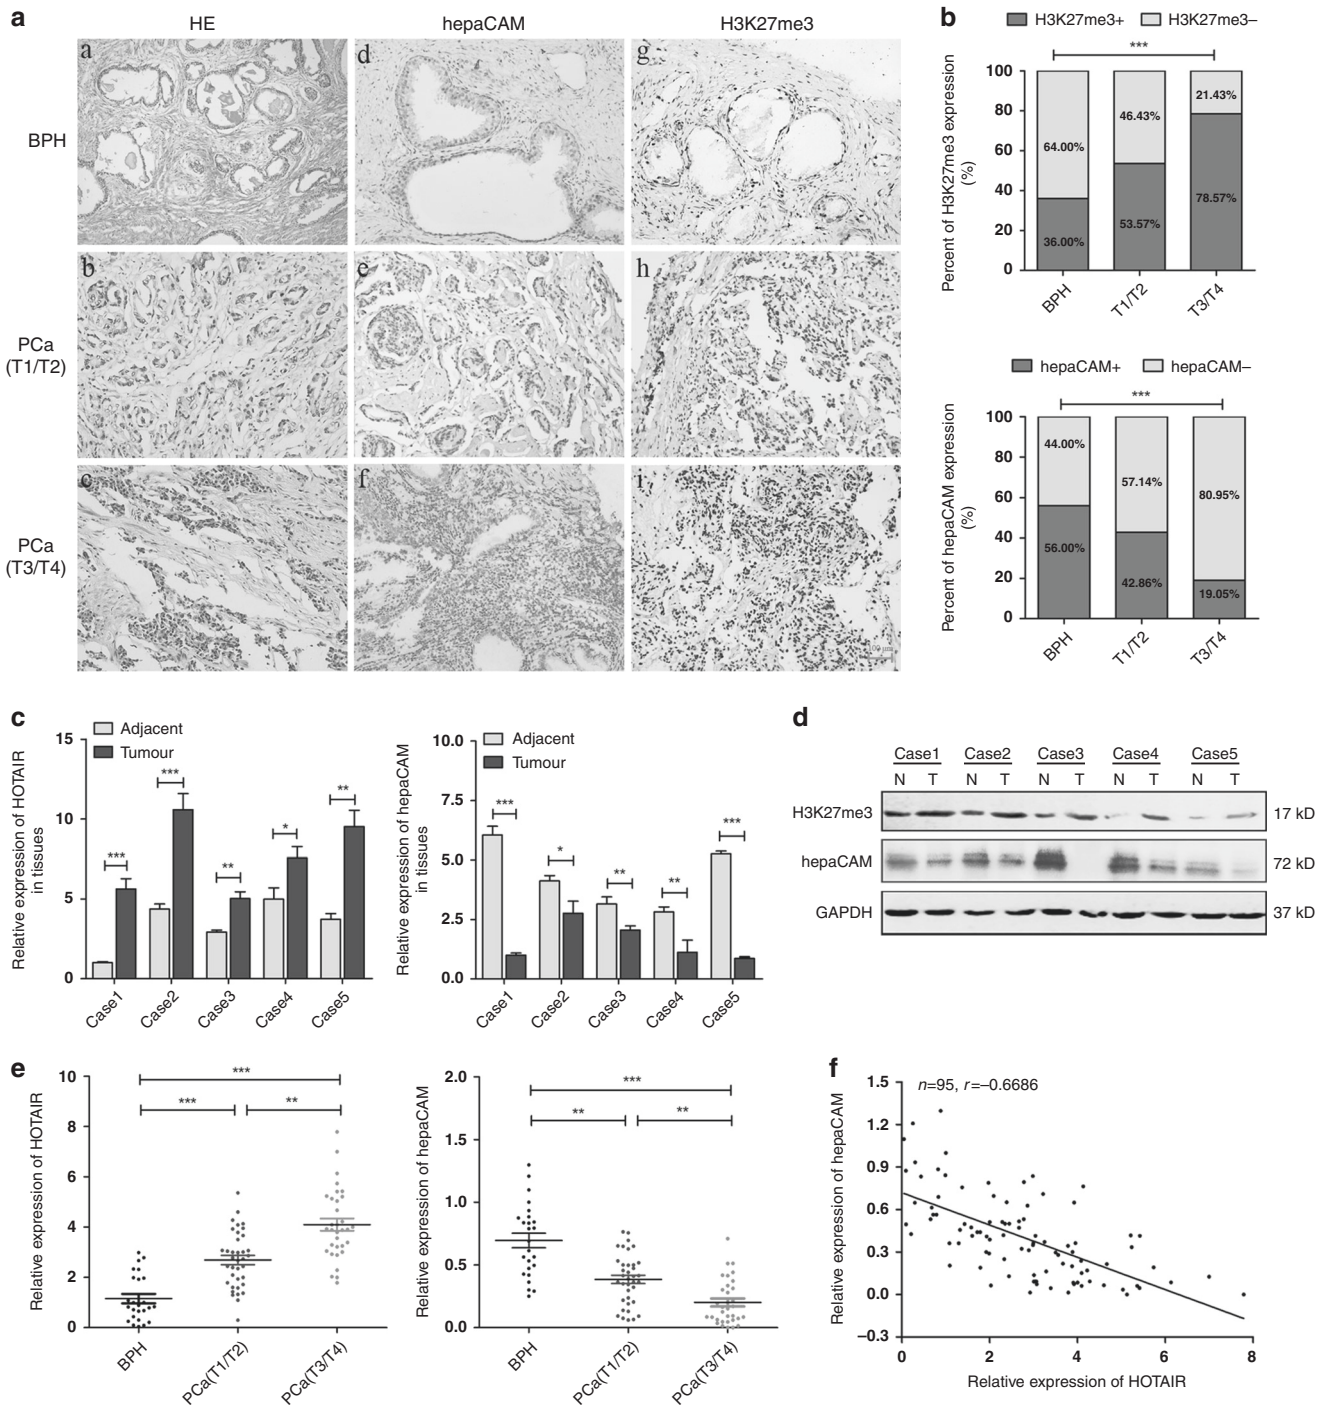 a
HE
hepaCAM
H3K27me3
BPH
PCa
(T1/T2)
PCa
(T3/T4)
a
d
g
b
e
h
c
f
i
100 μm
b
H3K27me3+
H3K27me3–
***
Percent of H3K27me3 expression
(%)
100
80
60
40
20
0
64.00%
36.00%
46.43%
53.57%
21.43%
78.57%
BPH
T1/T2
T3/T4
hepaCAM+
hepaCAM–
***
Percent of hepaCAM expression
(%)
100
80
60
40
20
0
44.00%
56.00%
57.14%
42.86%
80.95%
19.05%
BPH
T1/T2
T3/T4
c
Adjacent
Tumour
Relative expression of HOTAIR
in tissues
15
10
5
0
***
***
**
*
**
Case1
Case2
Case3
Case4
Case5
Adjacent
Tumour
Relative expression of hepaCAM
in tissues
10.0
7.5
5.0
2.5
0.0
***
*
**
**
***
Case1
Case2
Case3
Case4
Case5
d
Case1
Case2
Case3
Case4
Case5
N T N T N T N T N T
H3K27me3
17 kD
hepaCAM
72 kD
GAPDH
37 kD
e
Relative expression of HOTAIR
10
8
6
4
2
0
***
***
**
BPH
PCa(T1/T2)
PCa(T3/T4)
Relative expression of hepaCAM
2.0
1.5
1.0
0.5
0.0
***
**
**
BPH
PCa(T1/T2)
PCa(T3/T4)
f
n=95, r=–0.6686
Relative expression of hepaCAM
1.5
1.2
0.9
0.6
0.3
0.0
–0.3
0
2
4
6
8
Relative expression of HOTAIR